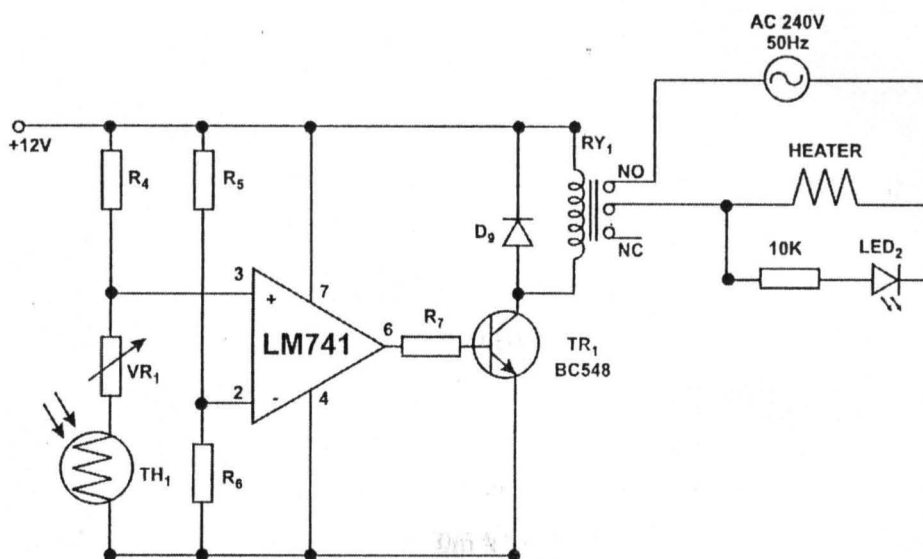 AC 240V
50Hz
+12V
R4
R5
RY1
NO
HEATER
D9
NC
10K
LED2
3
+
7
LM741
6
R7
TR1
BC548
VR1
2
-
4
TH1
R6